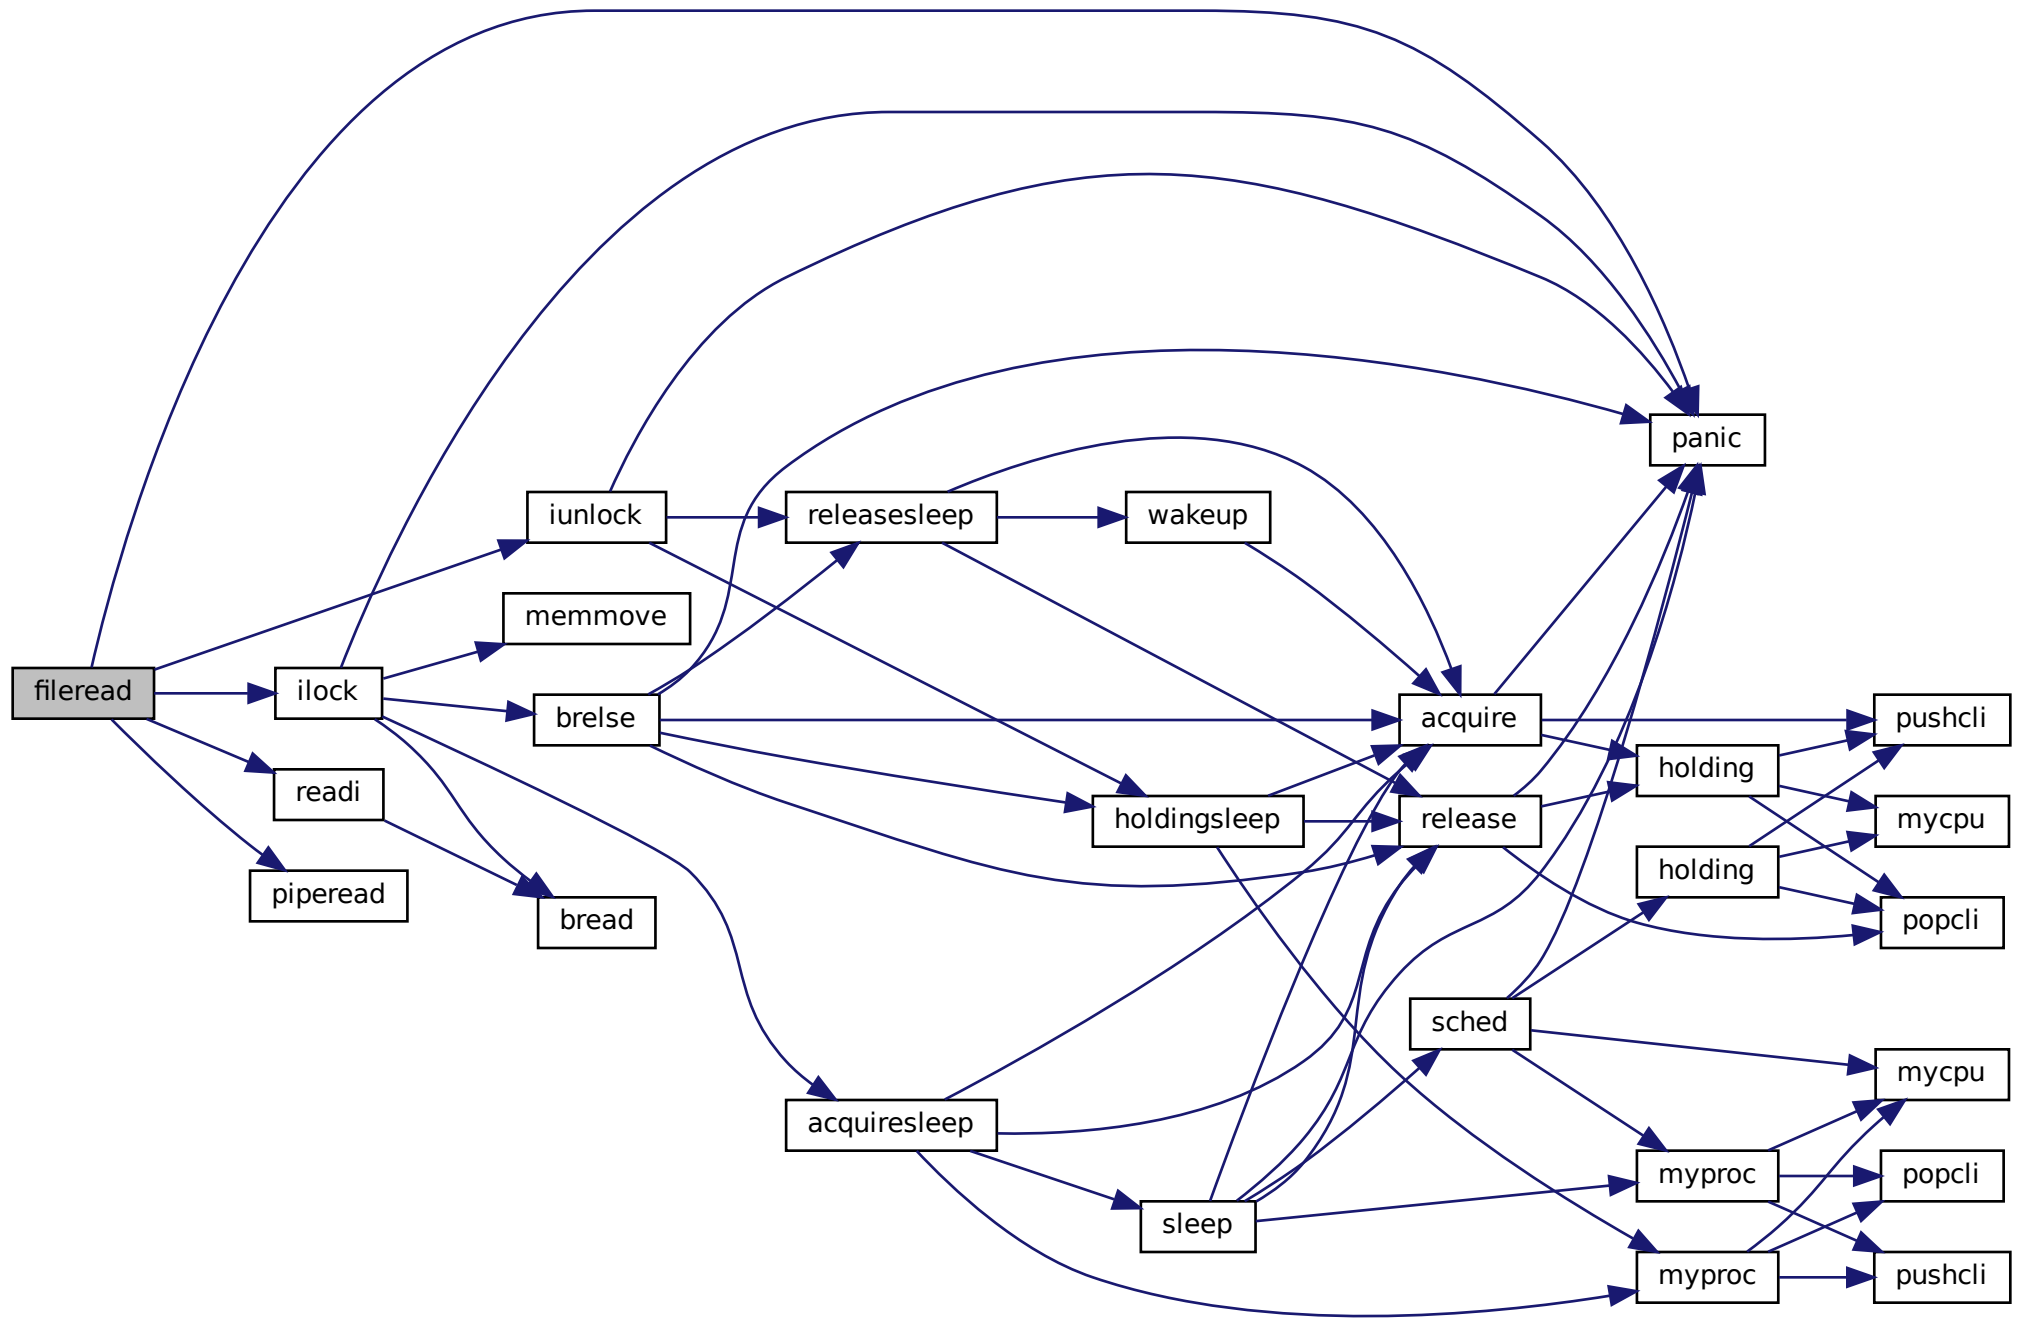 panic
iunlock
releasesleep
wakeup
memmove
fileread
ilock
brelse
acquire
pushcli
holding
readi
holdingsleep
release
mycpu
holding
piperead
bread
popcli
sched
mycpu
acquiresleep
myproc
popcli
sleep
myproc
pushcli